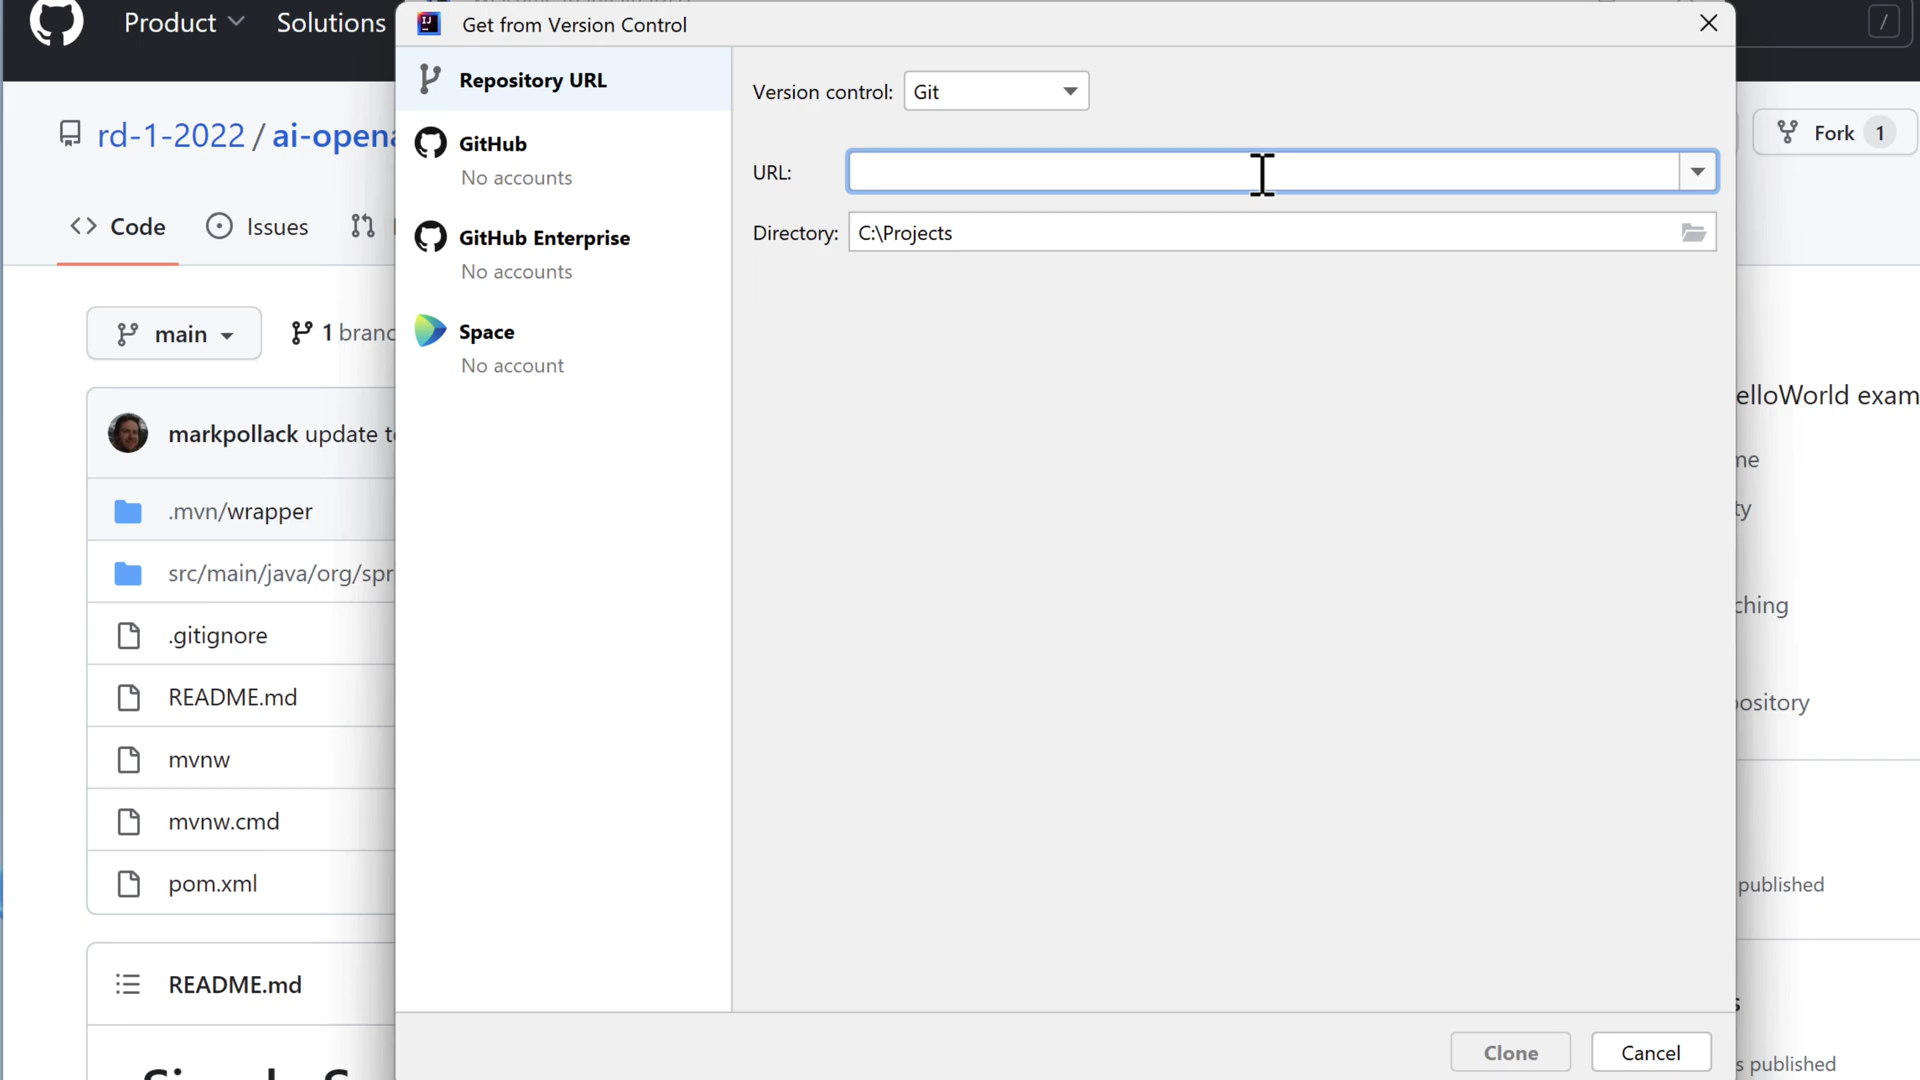 Product
Solutions
/
Get from Version Control
Repository URL
GitHub
No accounts
GitHub Enterprise
No accounts
Space
No account
Version control: Git
URL:
Directory: C:\Projects
Clone
Cancel
rd-1-2022 / ai-opena
Fork 1
Code
Issues
main
1 branc
markpollack update to
.mvn/wrapper
src/main/java/org/spr
.gitignore
README.md
mvnw
mvnw.cmd
pom.xml
README.md
elloWorld exam
me
ty
ching
ository
published
s
s published